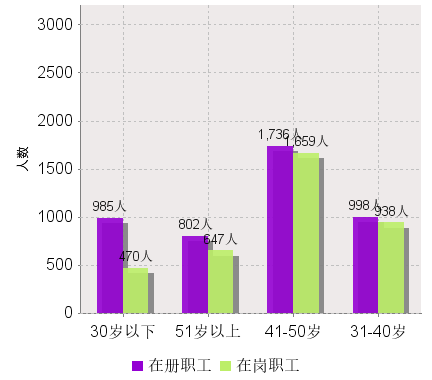 3000
2500
2000
1500
1000
500
0
人数
985人
470人
802人
647人
1,736人
1,659人
998人
938人
30岁以下 51岁以上 41-50岁 31-40岁
在册职工 在岗职工